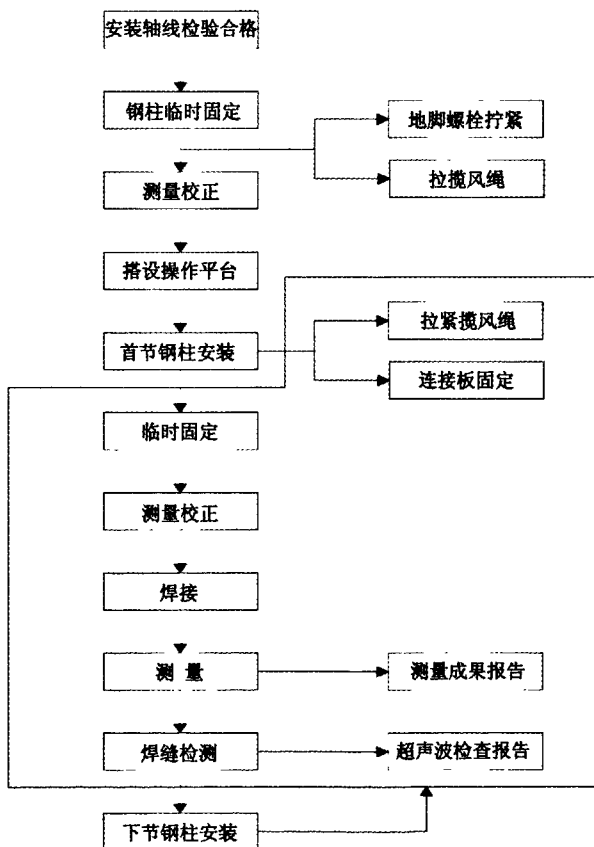 安装轴线检验合格
钢柱临时固定
地脚螺栓拧紧
测量校正
拉揽风绳
搭设操作平台
拉紧揽风绳
首节钢柱安装
连接板固定
临时固定
测量校正
焊接
测 量
测量成果报告
焊缝检测
超声波检查报告
下节钢柱安装